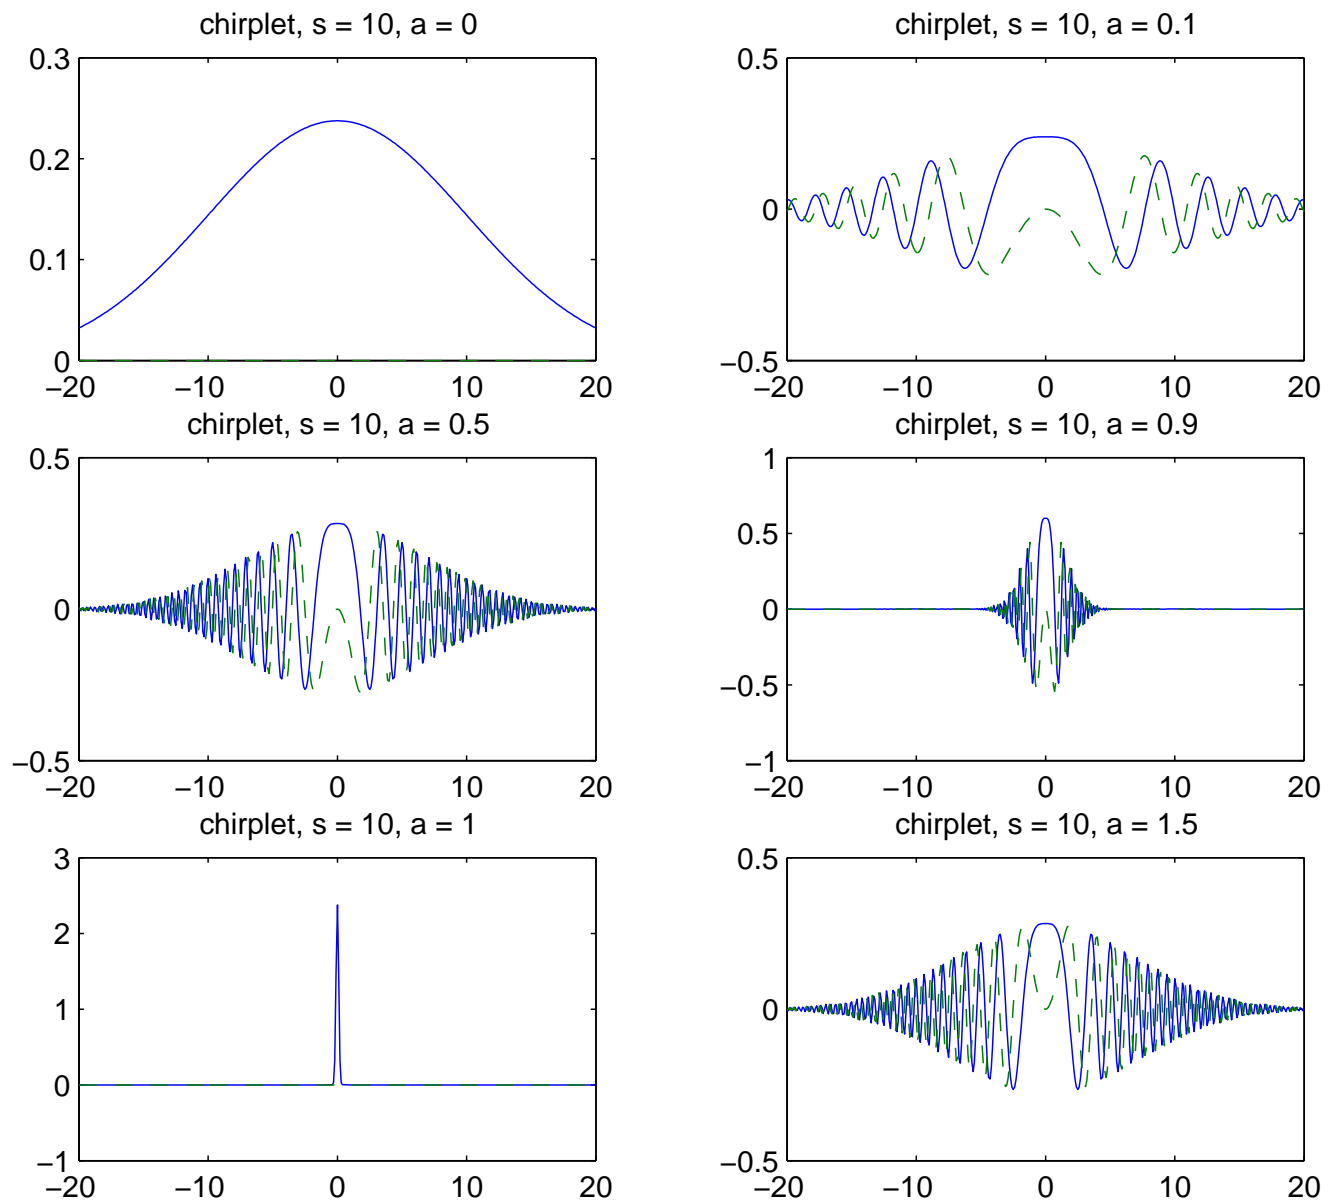 chirplet, s = 10, a = 0
0.3
0.2
0.1
0
−20 −10 0 10 20
chirplet, s = 10, a = 0.1
0.5
0
−0.5
−20 −10 0 10 20
chirplet, s = 10, a = 0.5
0.5
0
−0.5
−20 −10 0 10 20
chirplet, s = 10, a = 0.9
1
0.5
0
−0.5
−1
−20 −10 0 10 20
chirplet, s = 10, a = 1
3
2
1
0
−1
−20 −10 0 10 20
chirplet, s = 10, a = 1.5
0.5
0
−0.5
−20 −10 0 10 20